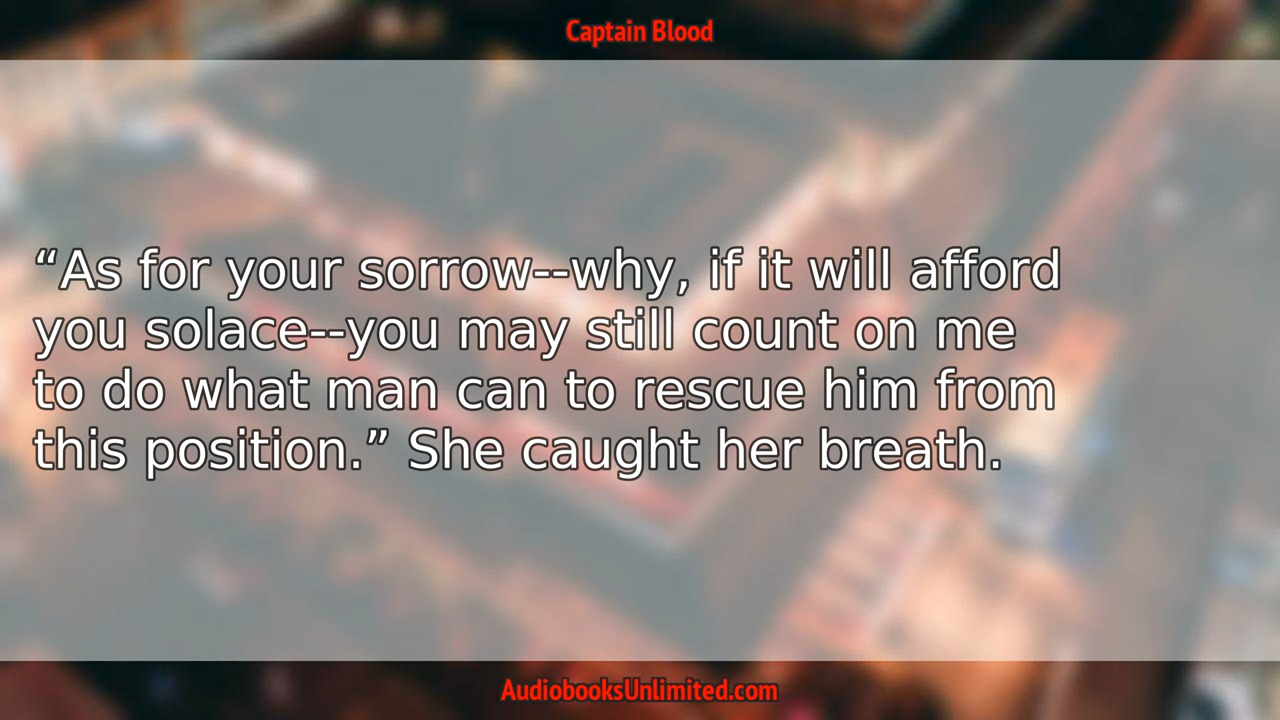 Captain Blood
“As for your sorrow--why, if it will afford
you solace--you may still count on me
to do what man can to rescue him from
this position.” She caught her breath.
AudiobooksUnlimited.com